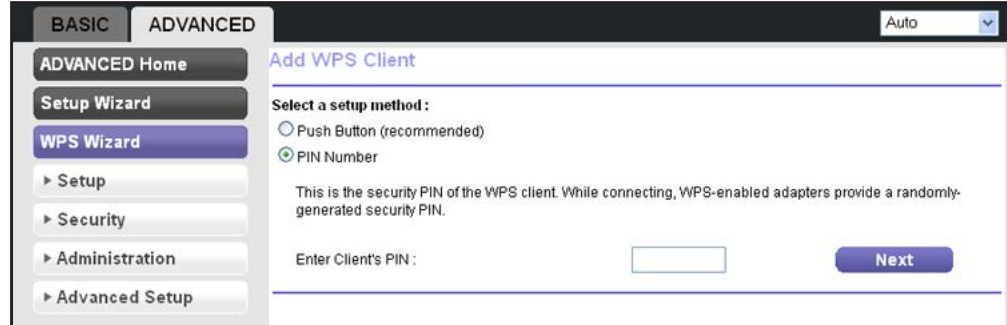 BASIC
ADVANCED
Auto
ADVANCED Home
Setup Wizard
WPS Wizard
Setup
Security
Administration
Advanced Setup
Add WPS Client
Select a setup method :
Push Button (recommended)
PIN Number
This is the security PIN of the WPS client. While connecting, WPS-enabled adapters provide a randomly-
generated security PIN.
Enter Client's PIN :
Next